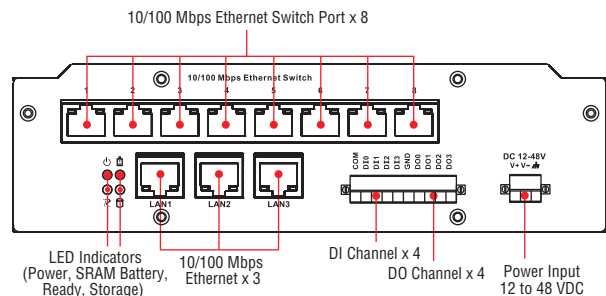 10/100 Mbps Ethernet Switch Port x 8
10/100 Mbps Ethernet Switch
1 2 3 4 5 6 7 8
COM DI0 DI1 DI2 DI3 GND DO0 DO1 DO2 DO3
DC 12-48V
V+ V-
LAN1 LAN2 LAN3
LED Indicators
(Power, SRAM Battery,
Ready, Storage)
10/100 Mbps
Ethernet x 3
DI Channel x 4
DO Channel x 4
Power Input
12 to 48 VDC